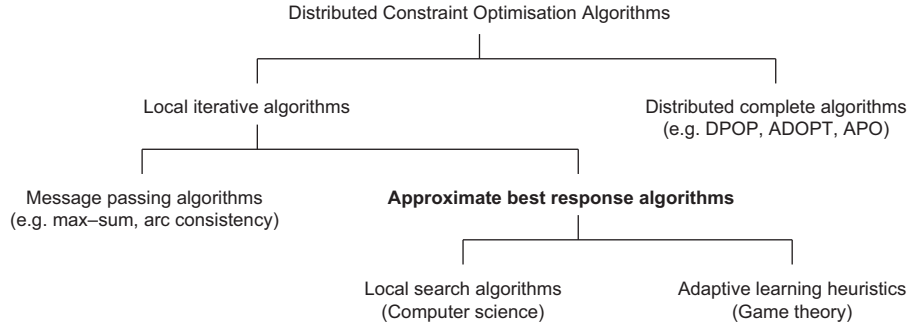 Distributed Constraint Optimisation Algorithms
Local iterative algorithms
Distributed complete algorithms
(e.g. DPOP, ADOPT, APO)
Message passing algorithms
(e.g. max–sum, arc consistency)
Approximate best response algorithms
Local search algorithms
(Computer science)
Adaptive learning heuristics
(Game theory)